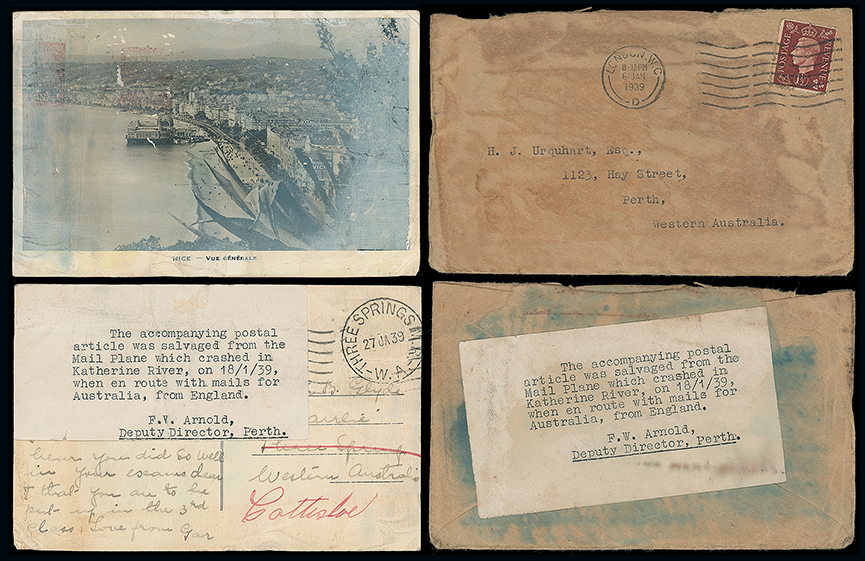 NICE — VUE GÉNÉRALE
LONDON. W.C.
6 JAN
1939
D
POSTAGE
REVENUE
H. J. Urquhart, Esq.,
1123, Hay Street,
Perth,
Western Australia.
The accompanying postal
article was salvaged from the
Mail Plane which crashed in
Katherine River, on 18/1/39,
when en route with mails for
Australia, from England.
F.W. Arnold,
Deputy Director, Perth.
THREE SPRINGS
27 JA 39
W.A.
Clyde
Three Springs
Western Australia
Cottesloe
hear you did so well
in your exams dear
& that you are to be
put up in the 3rd
Class. Love from Gar
The accompanying postal
article was salvaged from the
Mail Plane which crashed in
Katherine River, on 18/1/39,
when en route with mails for
Australia, from England.
F.W. Arnold,
Deputy Director, Perth.